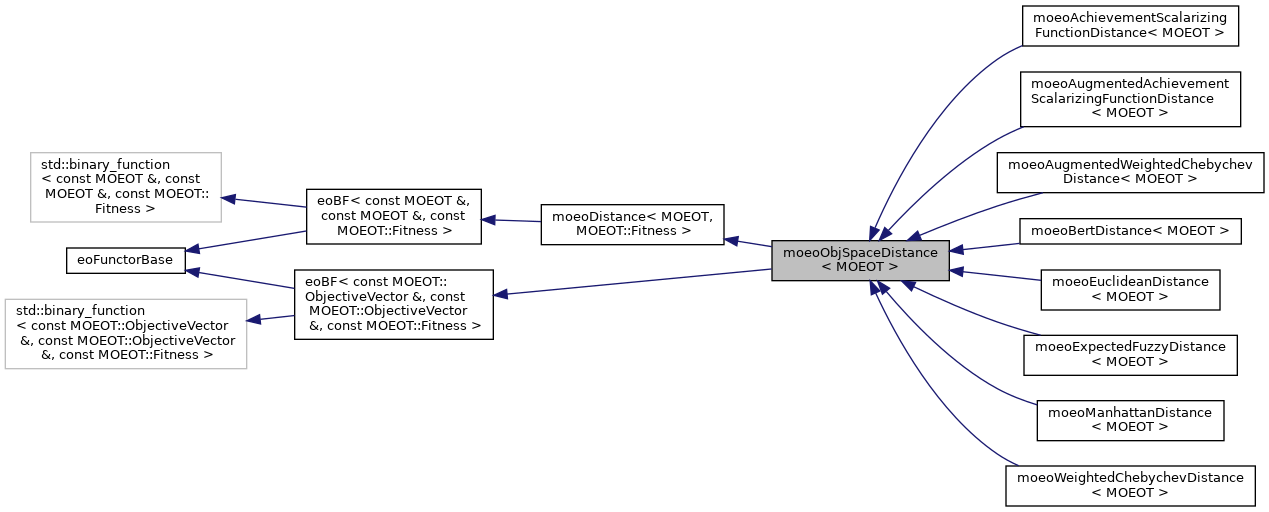 moeoAchievementScalarizing
FunctionDistance< MOEOT >
moeoAugmentedAchievement
ScalarizingFunctionDistance
< MOEOT >
moeoAugmentedWeightedChebychev
Distance< MOEOT >
std::binary_function
< const MOEOT &, const
MOEOT &, const MOEOT::
Fitness >
eoBF< const MOEOT &,
const MOEOT &, const
MOEOT::Fitness >
moeoDistance< MOEOT,
MOEOT::Fitness >
moeoBertDistance< MOEOT >
eoFunctorBase
moeoObjSpaceDistance
< MOEOT >
eoBF< const MOEOT::
ObjectiveVector &, const
MOEOT::ObjectiveVector
&, const MOEOT::Fitness >
moeoEuclideanDistance
< MOEOT >
std::binary_function
< const MOEOT::ObjectiveVector
&, const MOEOT::ObjectiveVector
&, const MOEOT::Fitness >
moeoExpectedFuzzyDistance
< MOEOT >
moeoManhattanDistance
< MOEOT >
moeoWeightedChebychevDistance
< MOEOT >